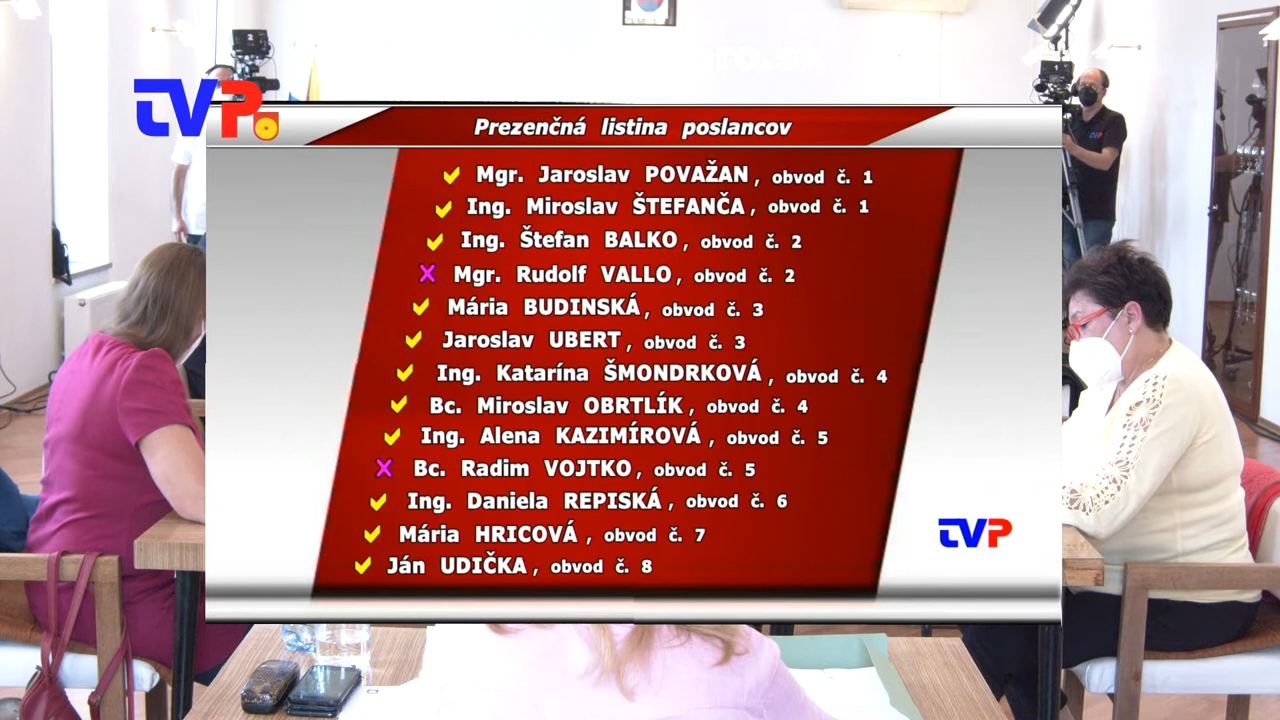 TVP
Prezenčná listina poslancov
Mgr. Jaroslav POVAŽAN, obvod č. 1
Ing. Miroslav ŠTEFANČA, obvod č. 1
Ing. Štefan BALKO, obvod č. 2
Mgr. Rudolf VALLO, obvod č. 2
Mária BUDINSKÁ, obvod č. 3
Jaroslav UBERT, obvod č. 3
Ing. Katarína ŠMONDRKOVÁ, obvod č. 4
Bc. Miroslav OBRTLÍK, obvod č. 4
Ing. Alena KAZIMÍROVÁ, obvod č. 5
Bc. Radim VOJTKO, obvod č. 5
Ing. Daniela REPISKÁ, obvod č. 6
Mária HRICOVÁ, obvod č. 7
Ján UDIČKA, obvod č. 8
TVP
2
1
TVP